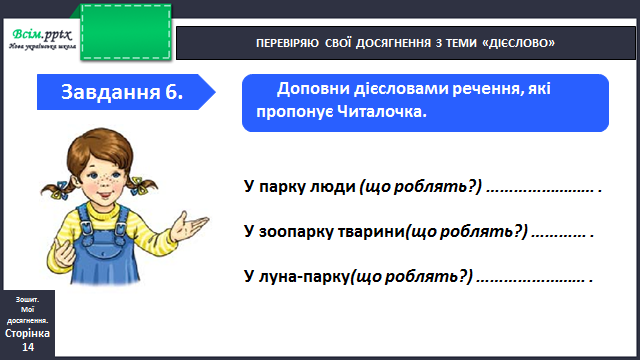 Всім.pptx
Нова українська школа
ПЕРЕВІРЯЮ СВОЇ ДОСЯГНЕННЯ З ТЕМИ «ДІЄСЛОВО»
Завдання 6.
Доповни дієсловами речення, які
пропонує Читалочка.
У парку люди (що роблять?) ...................... .
У зоопарку тварини(що роблять?) ........... .
У луна-парку(що роблять?) ...................... .
Зошит.
Мої
досягнення.
Сторінка
14